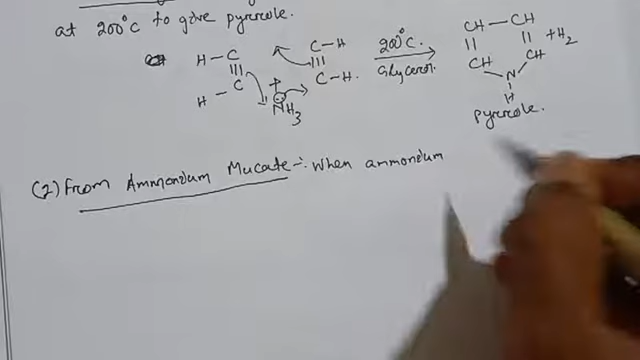 at 200°C to give pyrrole.
H-C C-H 200°C. CH-CH +H2
||| ||| || ||
H-C + C-H. Glycerol. CH CH
NH3 N
H
pyrrole.
(2) From Ammonium Mucate ÷ When ammonium